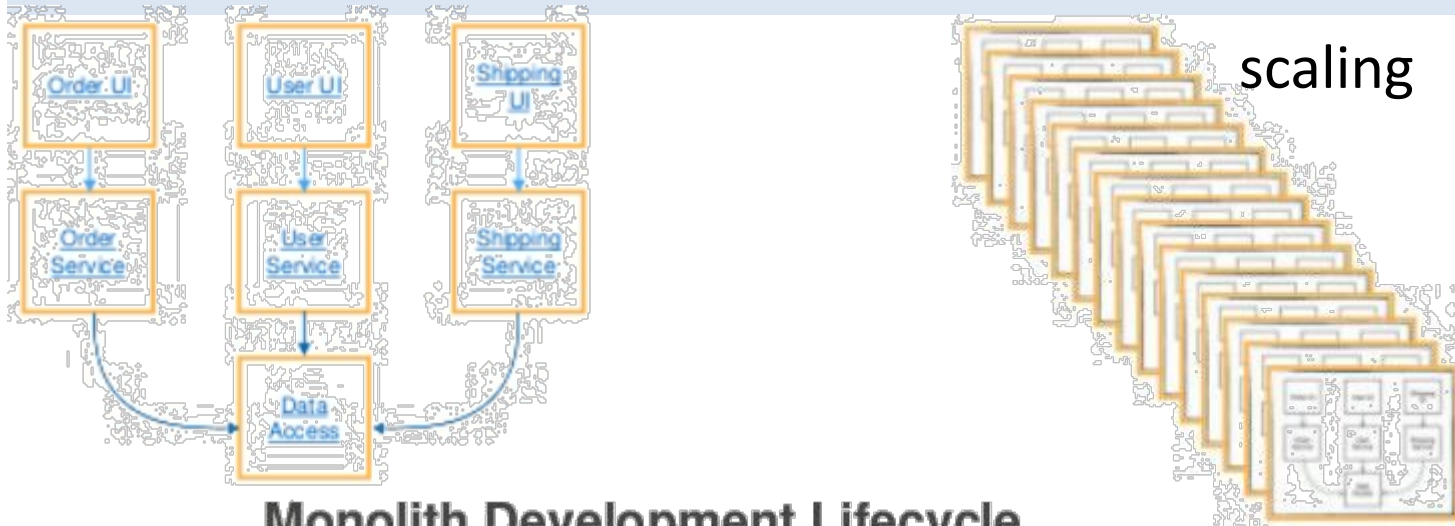 Order UI
User UI
Shipping
UI
scaling
Order
Service
User
Service
Shipping
Service
Data
Access
Monolith Development Lifecycle